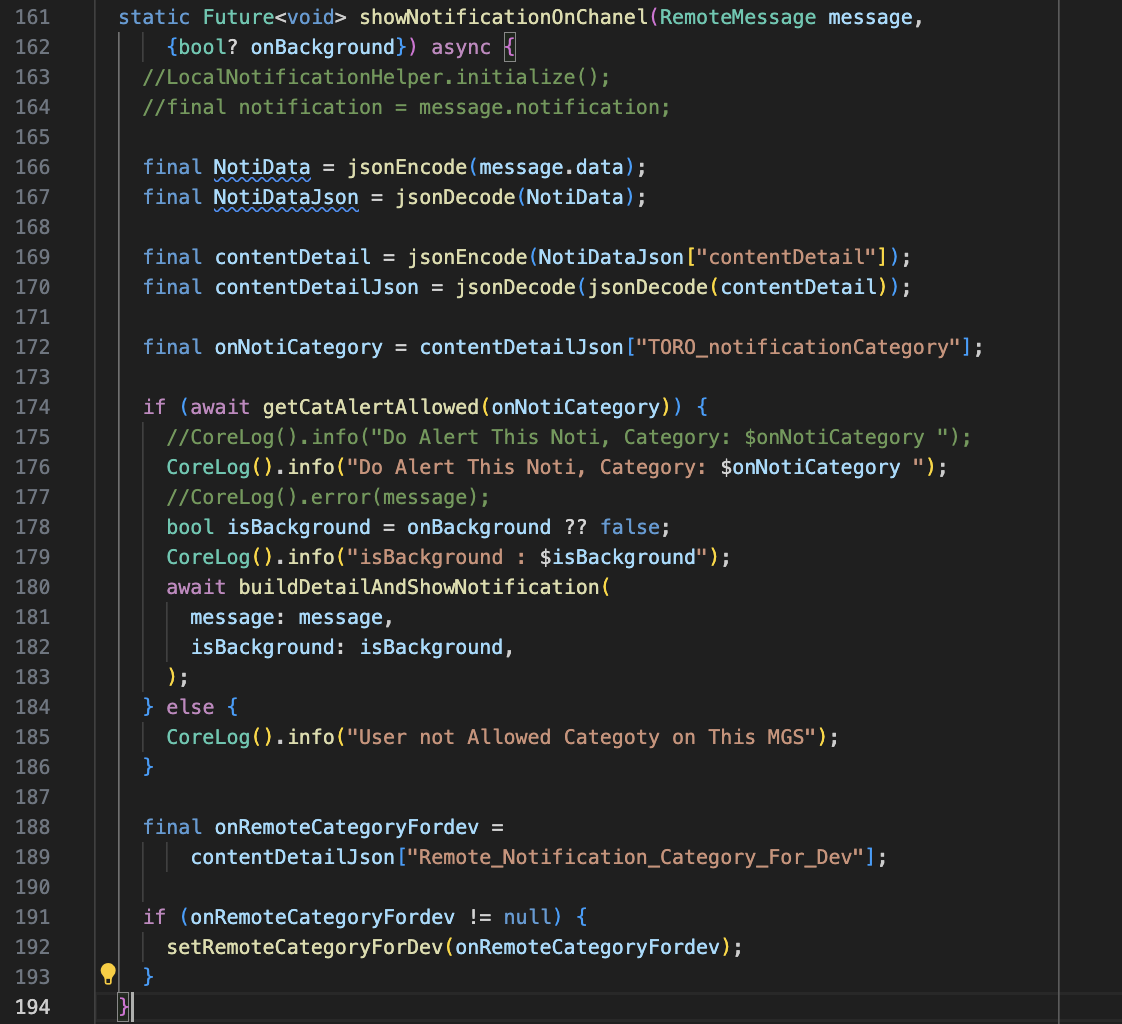 161 static Future<void> showNotificationOnChanel(RemoteMessage message,
162 {bool? onBackground}) async {
163 //LocalNotificationHelper.initialize();
164 //final notification = message.notification;
165
166 final NotiData = jsonEncode(message.data);
167 final NotiDataJson = jsonDecode(NotiData);
168
169 final contentDetail = jsonEncode(NotiDataJson["contentDetail"]);
170 final contentDetailJson = jsonDecode(jsonDecode(contentDetail));
171
172 final onNotiCategory = contentDetailJson["TORO_notificationCategory"];
173
174 if (await getCatAlertAllowed(onNotiCategory)) {
175 //CoreLog().info("Do Alert This Noti, Category: $onNotiCategory ");
176 CoreLog().info("Do Alert This Noti, Category: $onNotiCategory ");
177 //CoreLog().error(message);
178 bool isBackground = onBackground ?? false;
179 CoreLog().info("isBackground : $isBackground");
180 await buildDetailAndShowNotification(
181 message: message,
182 isBackground: isBackground,
183 );
184 } else {
185 CoreLog().info("User not Allowed Categoty on This MGS");
186 }
187
188 final onRemoteCategoryFordev =
189 contentDetailJson["Remote_Notification_Category_For_Dev"];
190
191 if (onRemoteCategoryFordev != null) {
192 setRemoteCategoryForDev(onRemoteCategoryFordev);
193 }
194 }